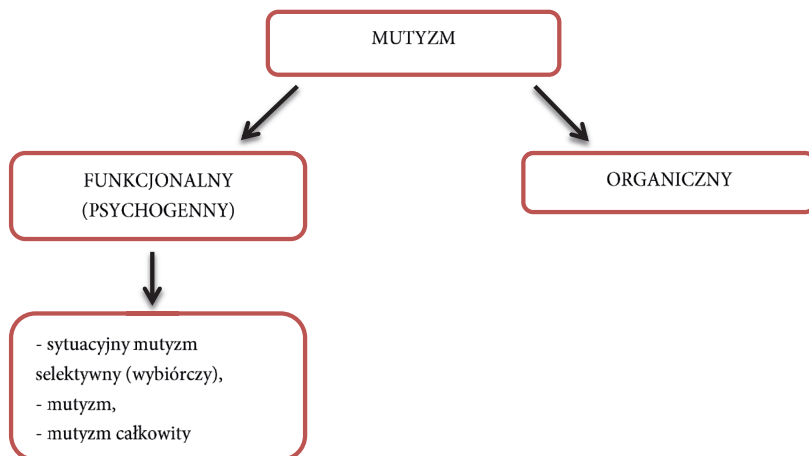 MUTYZM
FUNKCJONALNY
(PSYCHOGENNY)
ORGANICZNY
- sytuacyjny mutyzm
selektywny (wybiórczy),
- mutyzm,
- mutyzm całkowity